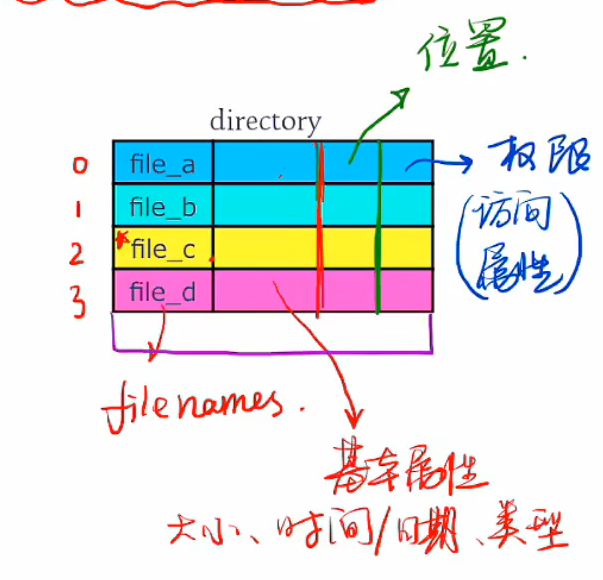 位置.
directory
0 file_a
权限
1 file_b
(访问
2 *file_c
属性)
3 file_d
filenames.
基本属性
大小、时间/日期、类型